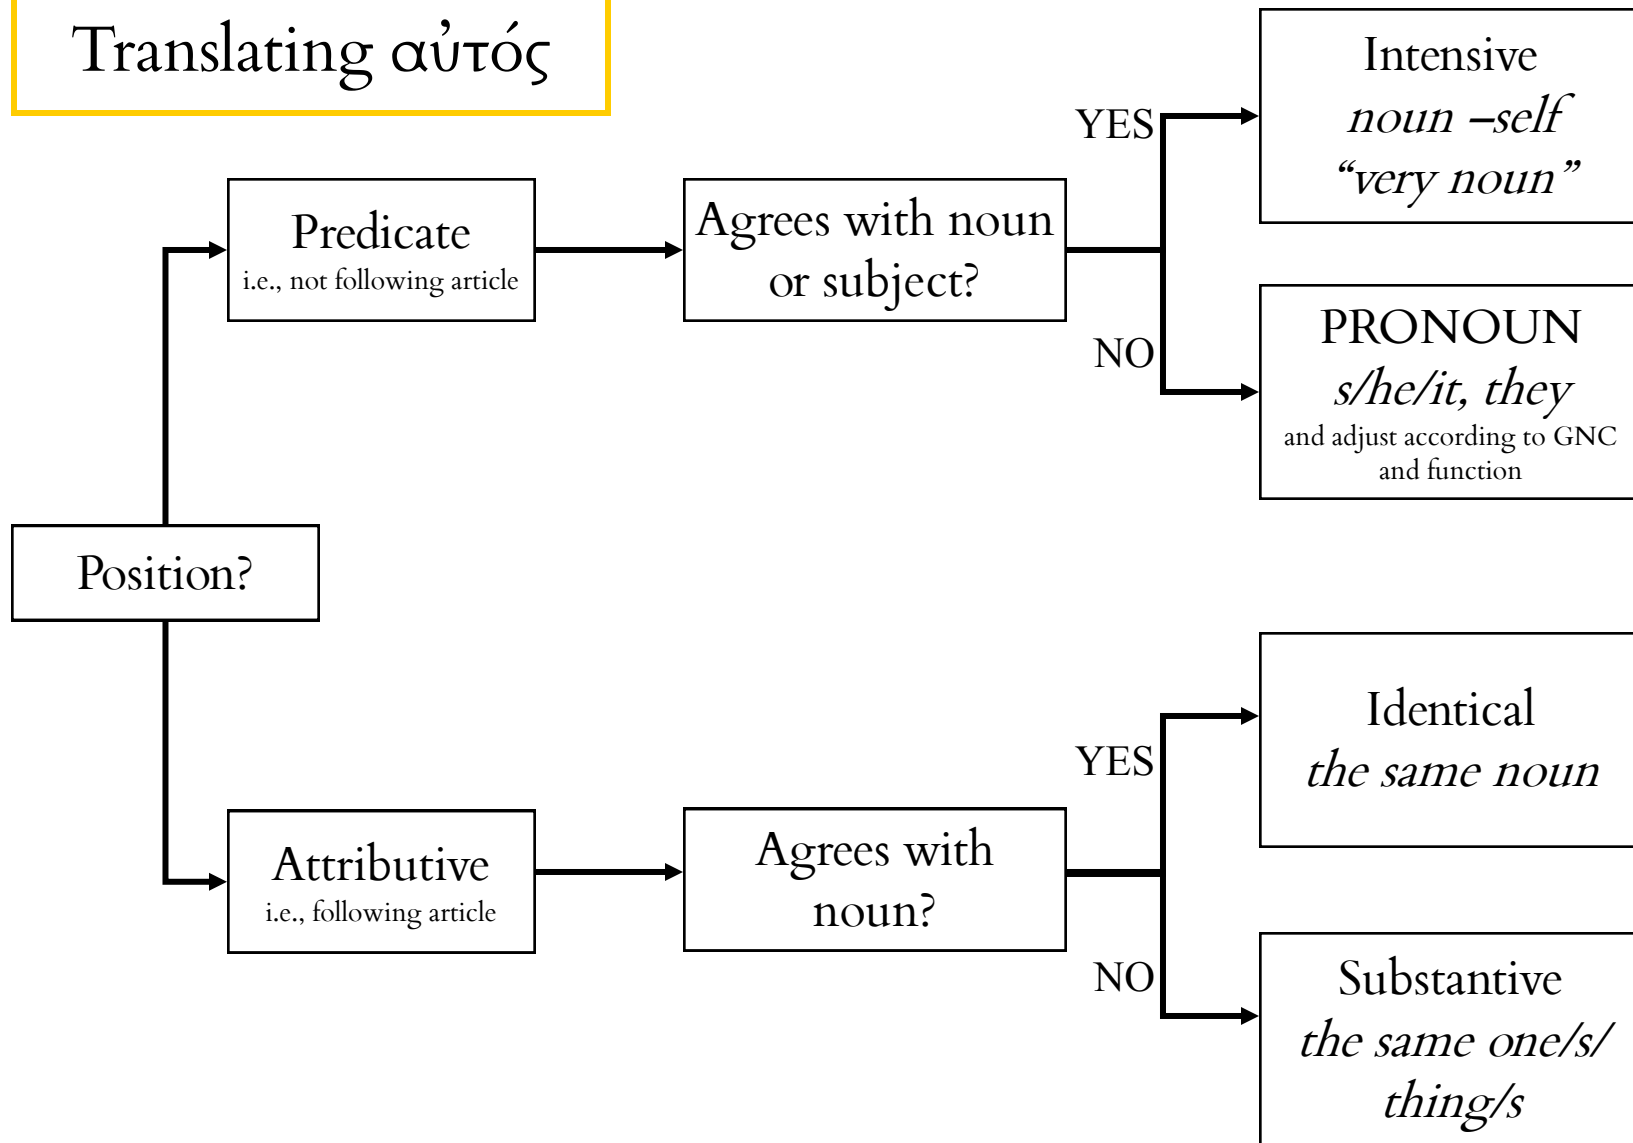 Translating αὐτός
Position?
Predicate
i.e., not following article
Agrees with noun
or subject?
YES
Intensive
noun –self
“very noun”
NO
PRONOUN
s/he/it, they
and adjust according to GNC
and function
Attributive
i.e., following article
Agrees with
noun?
YES
Identical
the same noun
NO
Substantive
the same one/s/
thing/s